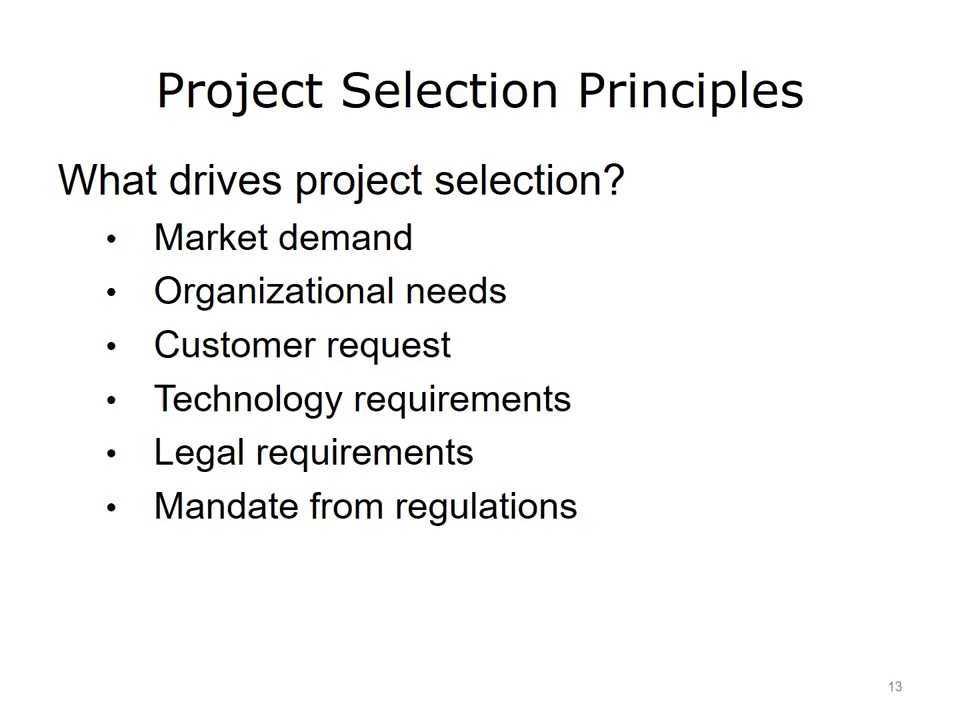 Project Selection Principles
What drives project selection?
• Market demand
• Organizational needs
• Customer request
• Technology requirements
• Legal requirements
• Mandate from regulations
13